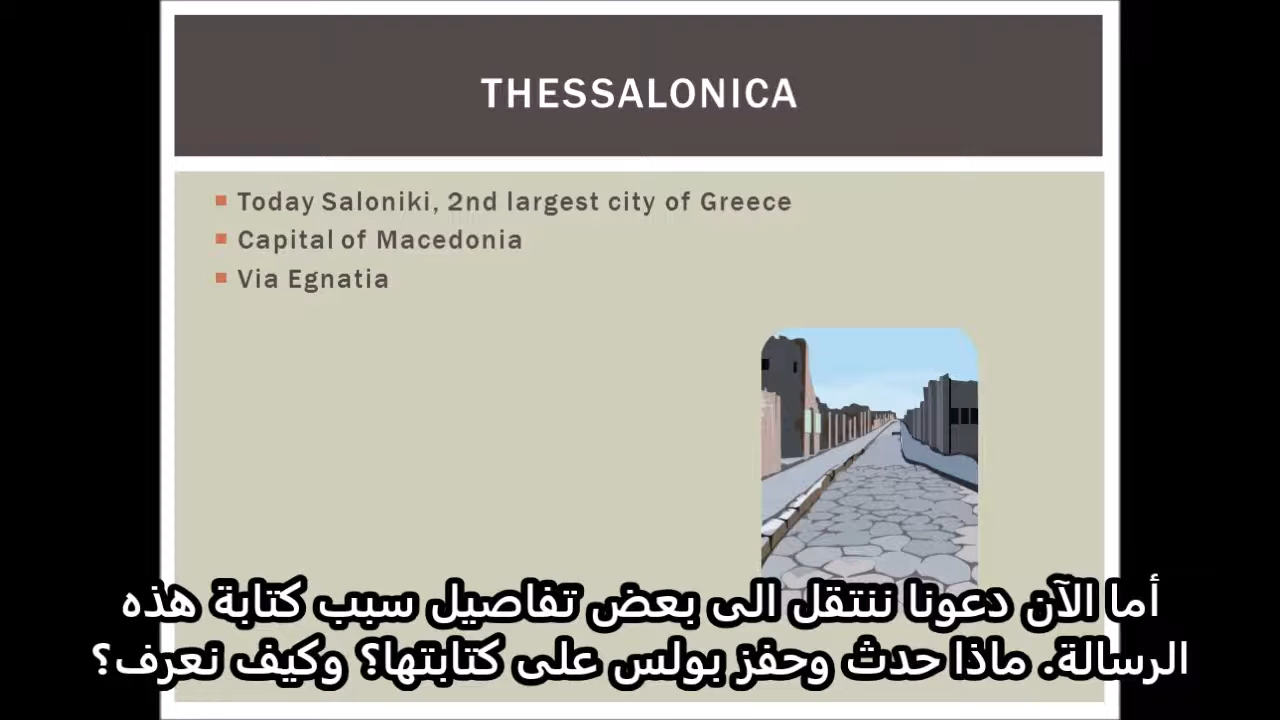 THESSALONICA
Today Saloniki, 2nd largest city of Greece
Capital of Macedonia
Via Egnatia
أما الآن دعونا ننتقل الى بعض تفاصيل سبب كتابة هذه
الرسالة. ماذا حدث وحفز بولس على كتابتها؟ وكيف نعرف؟